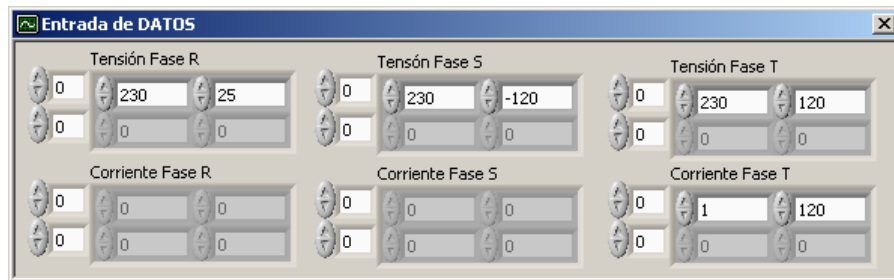 Entrada de DATOS
Tensión Fase R
Tensón Fase S
Tensión Fase T
0 230 25
0 230 -120
0 230 120
0 0 0
0 0 0
0 0 0
Corriente Fase R
Corriente Fase S
Corriente Fase T
0 0 0
0 0 0
0 1 120
0 0 0
0 0 0
0 0 0